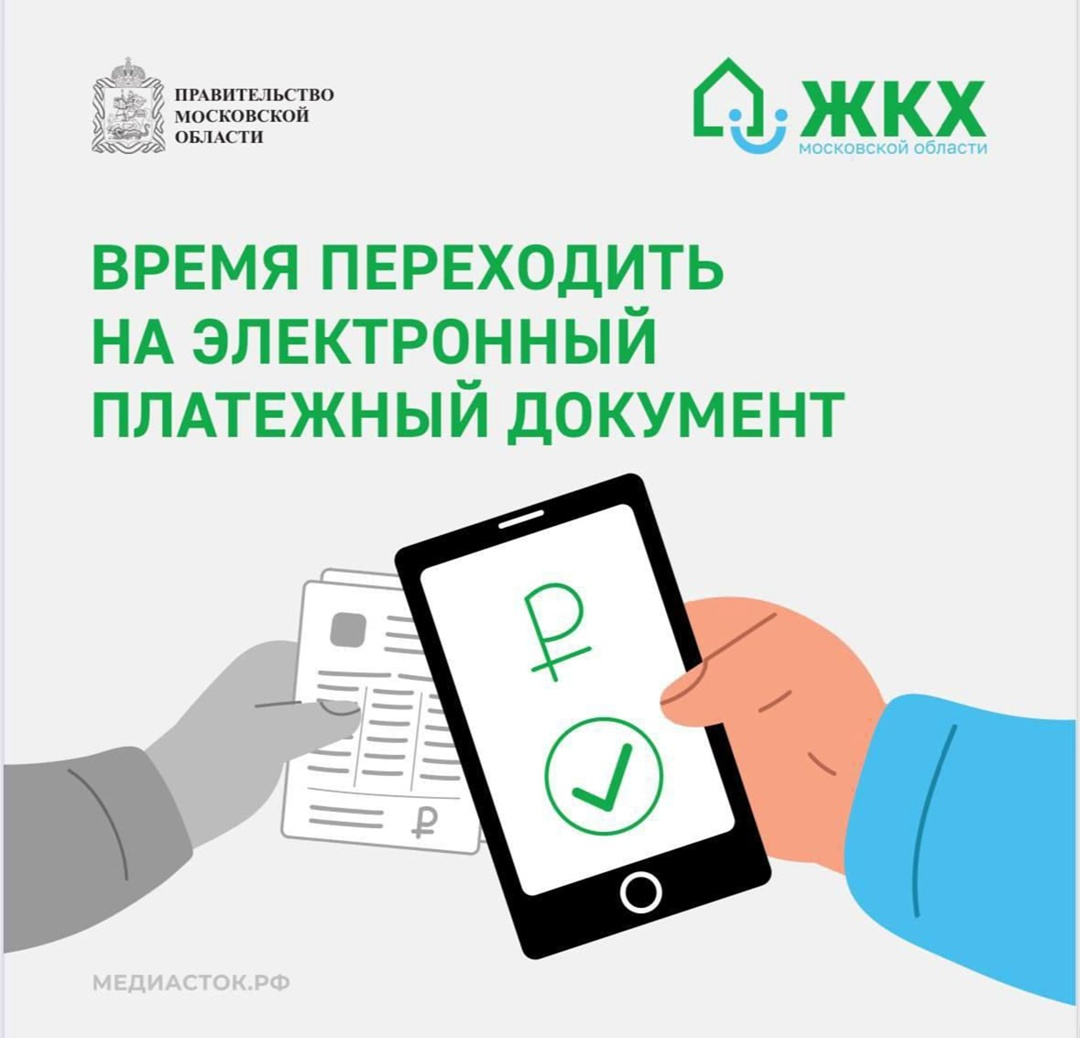 ПРАВИТЕЛЬСТВО
МОСКОВСКОЙ
ОБЛАСТИ
ЖКХ
московской области
ВРЕМЯ ПЕРЕХОДИТЬ
НА ЭЛЕКТРОННЫЙ
ПЛАТЕЖНЫЙ ДОКУМЕНТ
₽
₽
МЕДИАСТОК.РФ